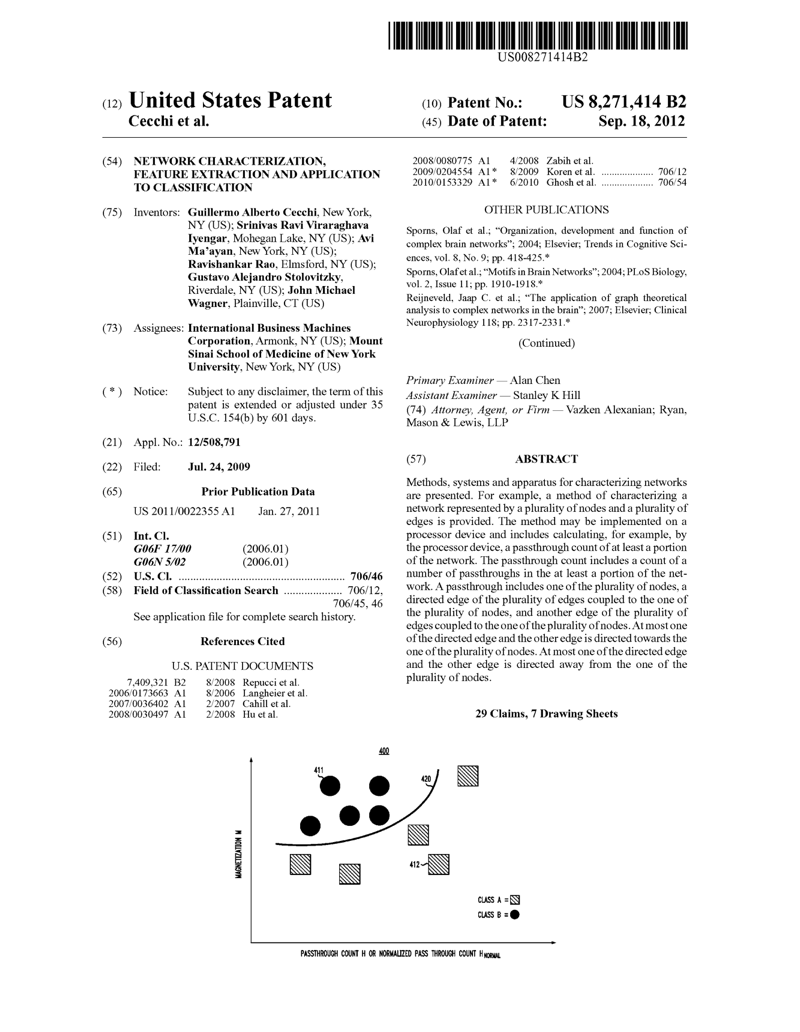 US008271414B2
(12) United States Patent
Cecchi et al.
(10) Patent No.: US 8,271,414 B2
(45) Date of Patent: Sep. 18, 2012
(54) NETWORK CHARACTERIZATION,
FEATURE EXTRACTION AND APPLICATION
TO CLASSIFICATION
(75) Inventors: Guillermo Alberto Cecchi, New York,
NY (US); Srinivas Ravi Viraraghava
Iyengar, Mohegan Lake, NY (US); Avi
Ma'ayan, New York, NY (US);
Ravishankar Rao, Elmsford, NY (US);
Gustavo Alejandro Stolovitzky,
Riverdale, NY (US); John Michael
Wagner, Plainville, CT (US)
(73) Assignees: International Business Machines
Corporation, Armonk, NY (US); Mount
Sinai School of Medicine of New York
University, New York, NY (US)
( * ) Notice: Subject to any disclaimer, the term of this
patent is extended or adjusted under 35
U.S.C. 154(b) by 601 days.
(21) Appl. No.: 12/508,791
(22) Filed: Jul. 24, 2009
(65) Prior Publication Data
US 2011/0022355 A1 Jan. 27, 2011
(51) Int. Cl.
G06F 17/00 (2006.01)
G06N 5/02 (2006.01)
(52) U.S. Cl. ........................................................ 706/46
(58) Field of Classification Search .................... 706/12,
706/45, 46
See application file for complete search history.
(56) References Cited
U.S. PATENT DOCUMENTS
7,409,321 B2 8/2008 Repucci et al.
2006/0173663 A1 8/2006 Langheier et al.
2007/0036402 A1 2/2007 Cahill et al.
2008/0030497 A1 2/2008 Hu et al.
2008/0080775 A1 4/2008 Zabih et al.
2009/0204554 A1* 8/2009 Koren et al. .................... 706/12
2010/0153329 A1* 6/2010 Ghosh et al. .................... 706/54
OTHER PUBLICATIONS
Sporns, Olaf et al.; "Organization, development and function of
complex brain networks"; 2004; Elsevier; Trends in Cognitive Sci-
ences, vol. 8, No. 9; pp. 418-425.*
Sporns, Olaf et al.; "Motifs in Brain Networks"; 2004; PLoS Biology,
vol. 2, Issue 11; pp. 1910-1918.*
Reijneveld, Jaap C. et al.; "The application of graph theoretical
analysis to complex networks in the brain"; 2007; Elsevier; Clinical
Neurophysiology 118; pp. 2317-2331.*
(Continued)
Primary Examiner — Alan Chen
Assistant Examiner — Stanley K Hill
(74) Attorney, Agent, or Firm — Vazken Alexanian; Ryan,
Mason & Lewis, LLP
(57) ABSTRACT
Methods, systems and apparatus for characterizing networks
are presented. For example, a method of characterizing a
network represented by a plurality of nodes and a plurality of
edges is provided. The method may be implemented on a
processor device and includes calculating, for example, by
the processor device, a passthrough count of at least a portion
of the network. The passthrough count includes a count of a
number of passthroughs in the at least a portion of the net-
work. A passthrough includes one of the plurality of nodes, a
directed edge of the plurality of edges coupled to the one of
the plurality of nodes, and another edge of the plurality of
edges coupled to the one of the plurality of nodes. At most one
of the directed edge and the other edge is directed towards the
one of the plurality of nodes. At most one of the directed edge
and the other edge is directed away from the one of the
plurality of nodes.
29 Claims, 7 Drawing Sheets
400
411
420
412
MAGNETIZATION M
CLASS A =
CLASS B =
PASSTHROUGH COUNT H OR NORMALIZED PASS THROUGH COUNT H NORMAL